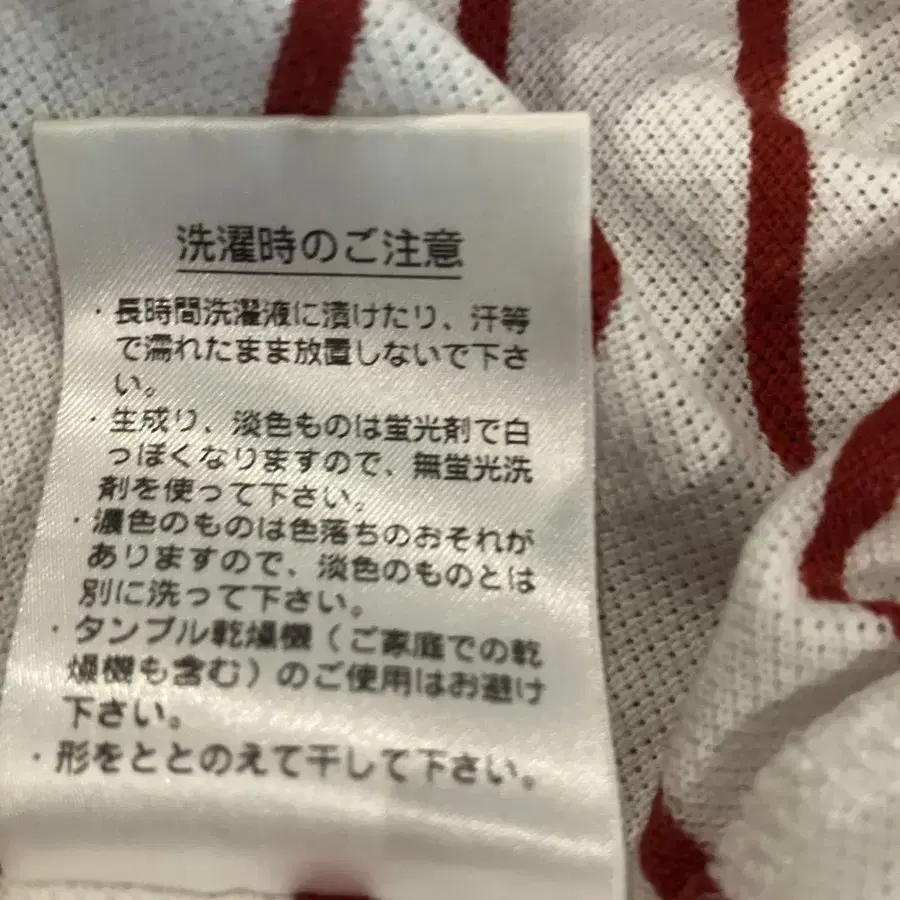 洗濯時のご注意
・長時間洗濯液に漬けたり、汗等
で濡れたまま放置しないで下さ
い。
・生成り、淡色ものは蛍光剤で白
っぽくなりますので、無蛍光洗
剤を使って下さい。
・濃色のものは色落ちのおそれが
ありますので、淡色のものとは
別に洗って下さい。
・タンブル乾燥機（ご家庭での乾
燥機も含む）のご使用はお避け
下さい。
・形をととのえて干して下さい。